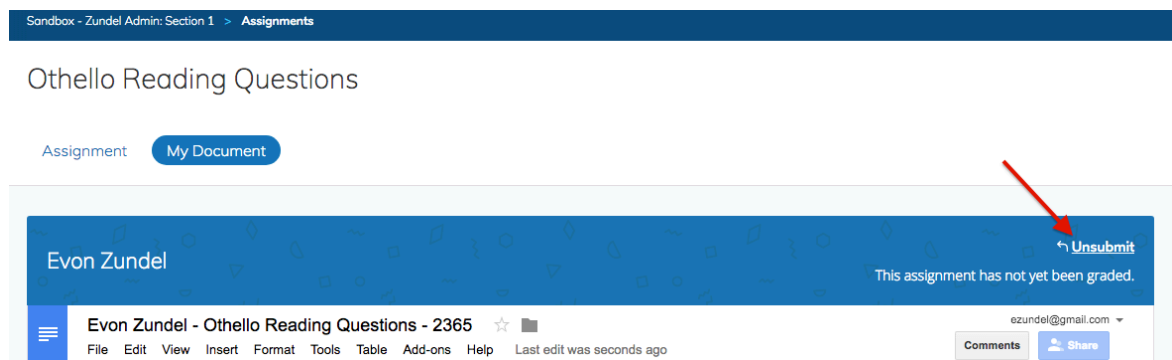 Sandbox - Zundel Admin: Section 1 > Assignments
Othello Reading Questions
Assignment My Document
Unsubmit
Evon Zundel
This assignment has not yet been graded.
Evon Zundel - Othello Reading Questions - 2365
ezundel@gmail.com
File Edit View Insert Format Tools Table Add-ons Help Last edit was seconds ago
Comments Share